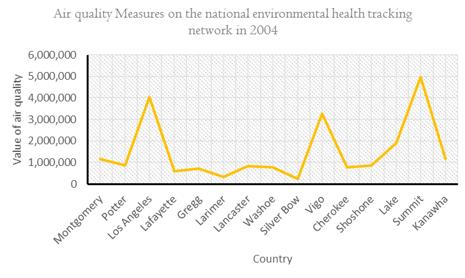 Air quality Measures on the national environmental health tracking
network in 2004
6,000,000
5,000,000
4,000,000
3,000,000
2,000,000
1,000,000
0
Value of air quality
Montgomery
Potter
Los Angeles
Lafayette
Gregg
Larimer
Lancaster
Washoe
Silver Bow
Vigo
Cherokee
Shoshone
Lake
Summit
Kanawha
Country